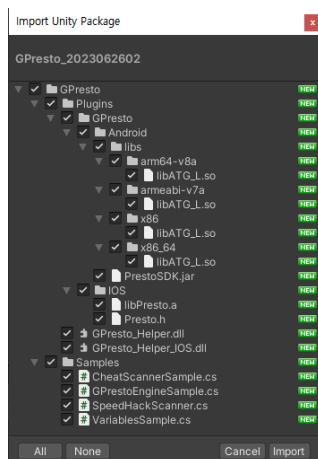 Import Unity Package x
GPresto_2023062602
GPresto NEW
Plugins NEW
GPresto NEW
Android NEW
libs NEW
arm64-v8a NEW
libATG_L.so NEW
armeabi-v7a NEW
libATG_L.so NEW
x86 NEW
libATG_L.so NEW
x86_64 NEW
libATG_L.so NEW
PrestoSDK.jar NEW
IOS NEW
libPresto.a NEW
Presto.h NEW
GPresto_Helper.dll NEW
GPresto_Helper_IOS.dll NEW
Samples NEW
# CheatScannerSample.cs NEW
# GPrestoEngineSample.cs NEW
# SpeedHackScanner.cs NEW
# VariablesSample.cs NEW
All None Cancel Import